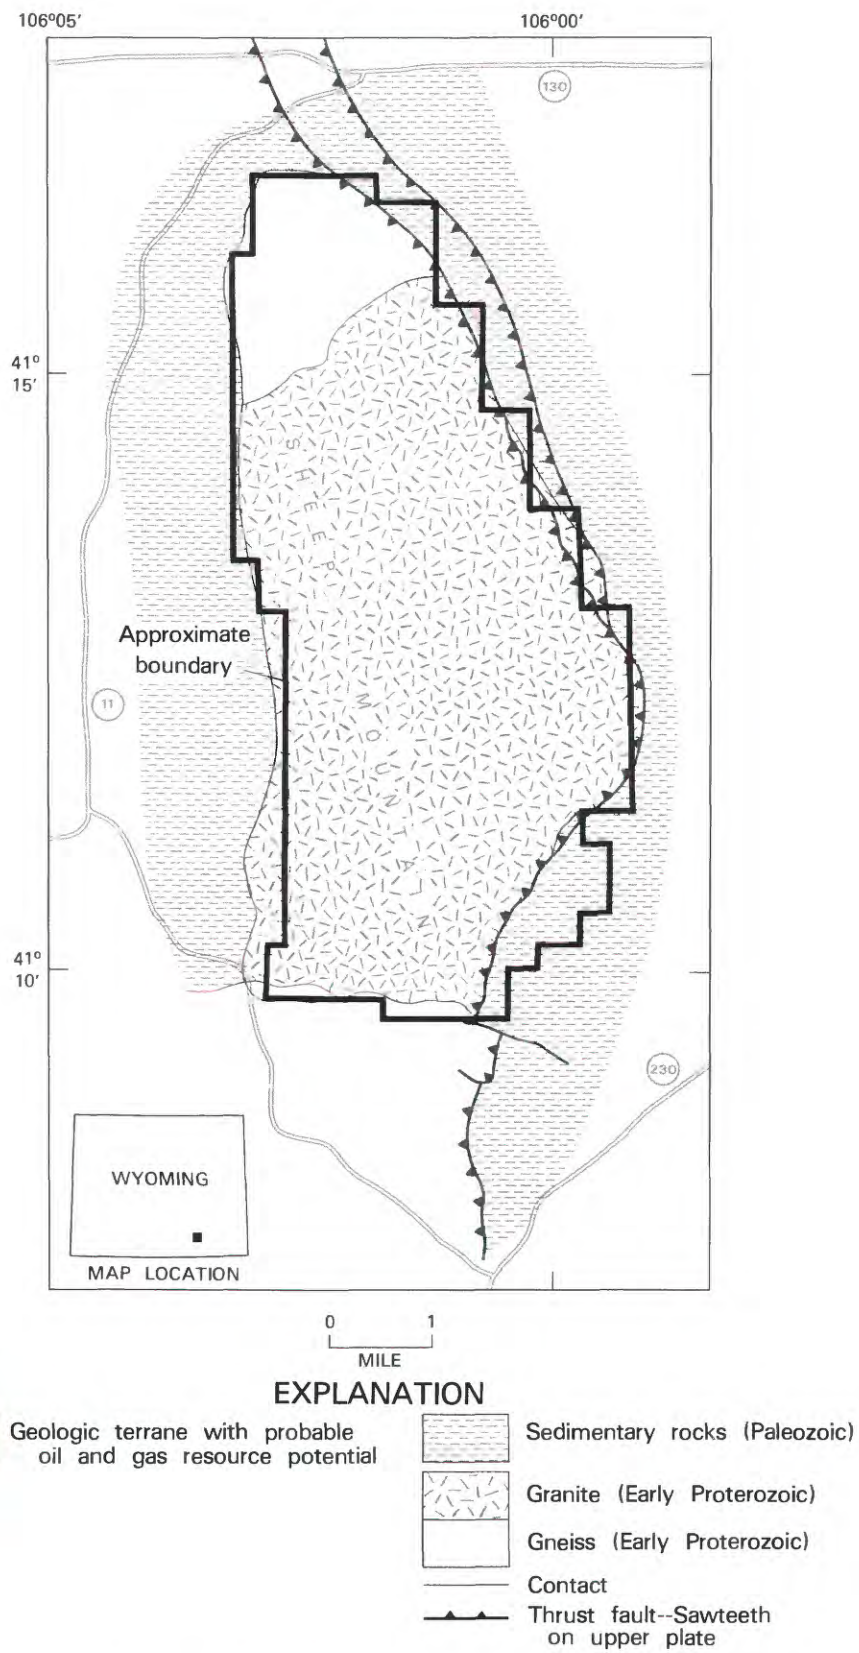 106°05′
106°00′
130
41°
15′
SHEEP
MOUNTAIN
Approximate
boundary
11
41°
10′
230
WYOMING
MAP LOCATION
0 1
MILE
EXPLANATION
Geologic terrane with probable
oil and gas resource potential
Sedimentary rocks (Paleozoic)
Granite (Early Proterozoic)
Gneiss (Early Proterozoic)
Contact
Thrust fault--Sawteeth
on upper plate